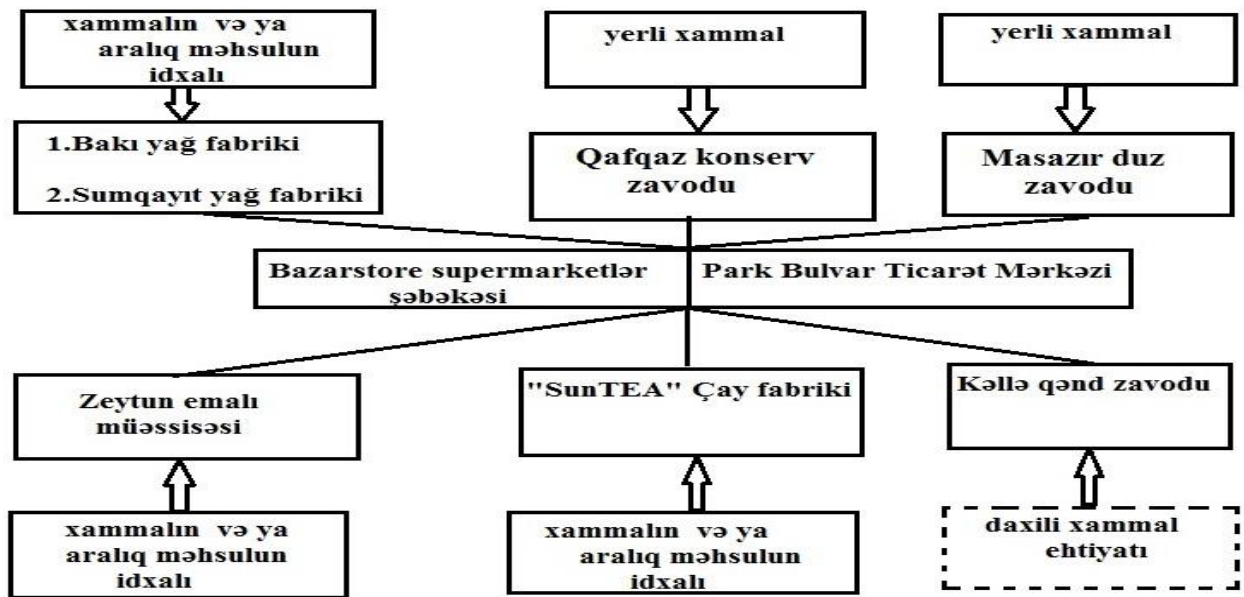 xammalın və ya
aralıq məhsulun
idxalı
yerli xammal
yerli xammal
1.Bakı yağ fabriki
2.Sumqayıt yağ fabriki
Qafqaz konserv
zavodu
Masazır duz
zavodu
Bazarstore supermarketlər
şəbəkəsi
Park Bulvar Ticarət Mərkəzi
Zeytun emalı
müəssisəsi
"SunTEA" Çay fabriki
Kəllə qənd zavodu
xammalın və ya
aralıq məhsulun
idxalı
xammalın və ya
aralıq məhsulun
idxalı
daxili xammal
ehtiyatı